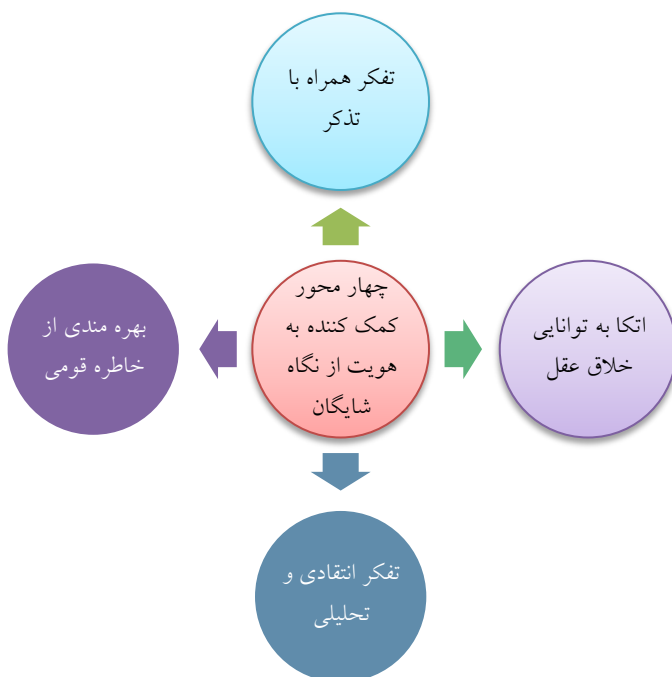 تفکر همراه با
تذکر
چهار محور
کمک کننده به
هویت از نگاه
شایگان
اتکا به توانایی
خلاق عقل
بهره مندی از
خاطره قومی
تفکر انتقادی و
تحلیلی